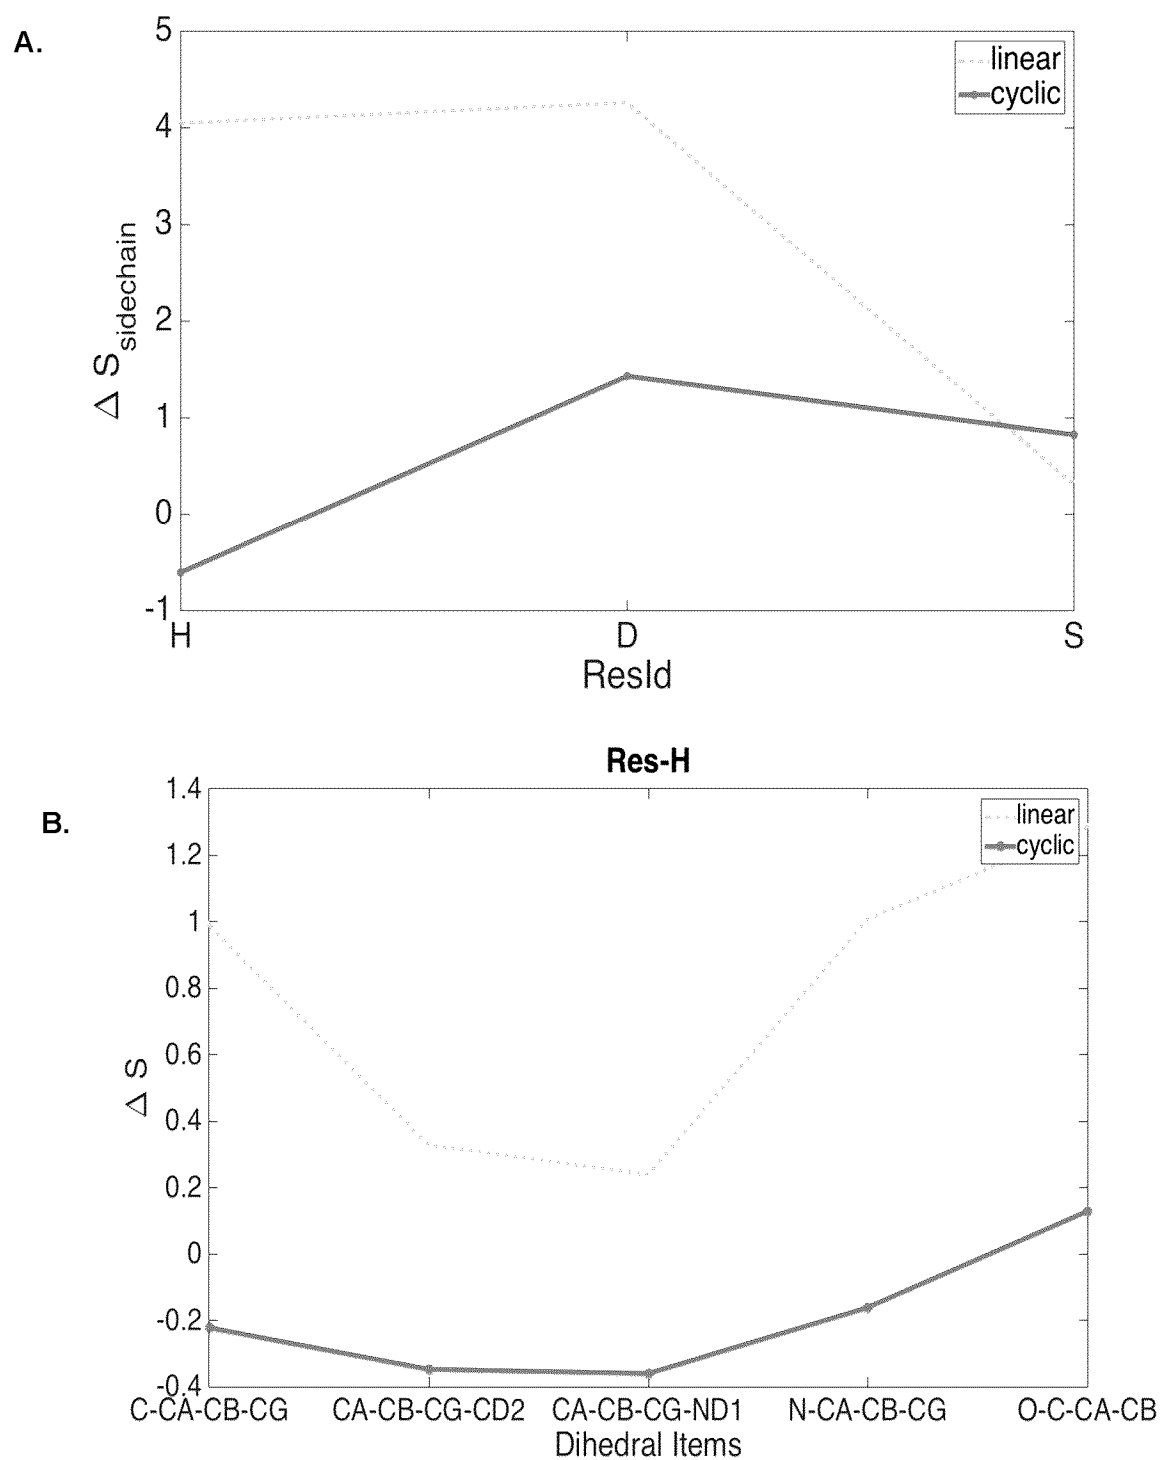 A.
5
4
3
2
1
0
-1
Δ S sidechain
linear
cyclic
H D S
ResId
Res-H
B.
1.4
1.2
1
0.8
0.6
0.4
0.2
0
-0.2
-0.4
Δ S
linear
cyclic
C-CA-CB-CG CA-CB-CG-CD2 CA-CB-CG-ND1 N-CA-CB-CG O-C-CA-CB
Dihedral Items